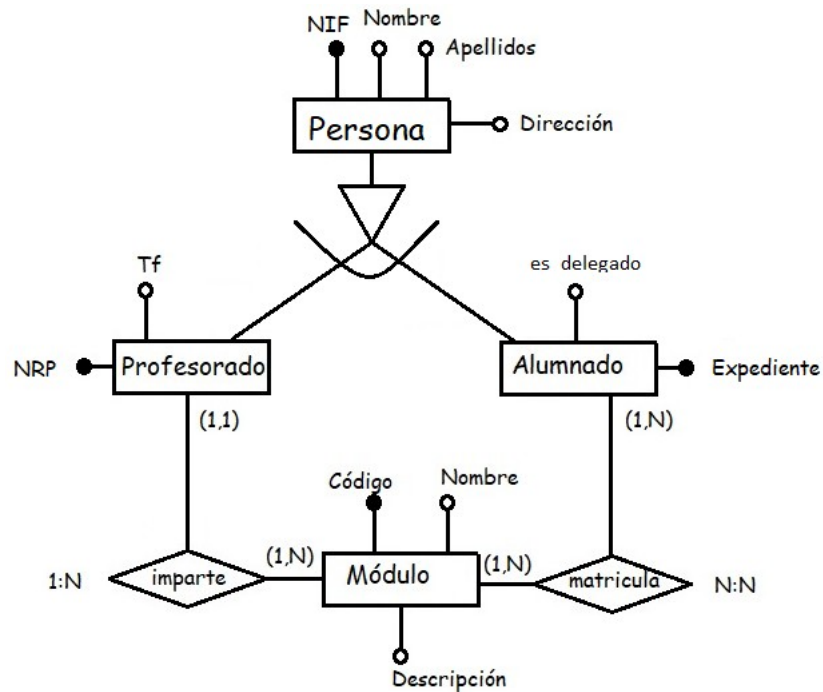 NIF
Nombre
Apellidos
Persona
Dirección
Tf
es delegado
NRP
Profesorado
Alumnado
Expediente
(1,1)
(1,N)
Código
Nombre
1:N
imparte
(1,N)
Módulo
(1,N)
matricula
N:N
Descripción